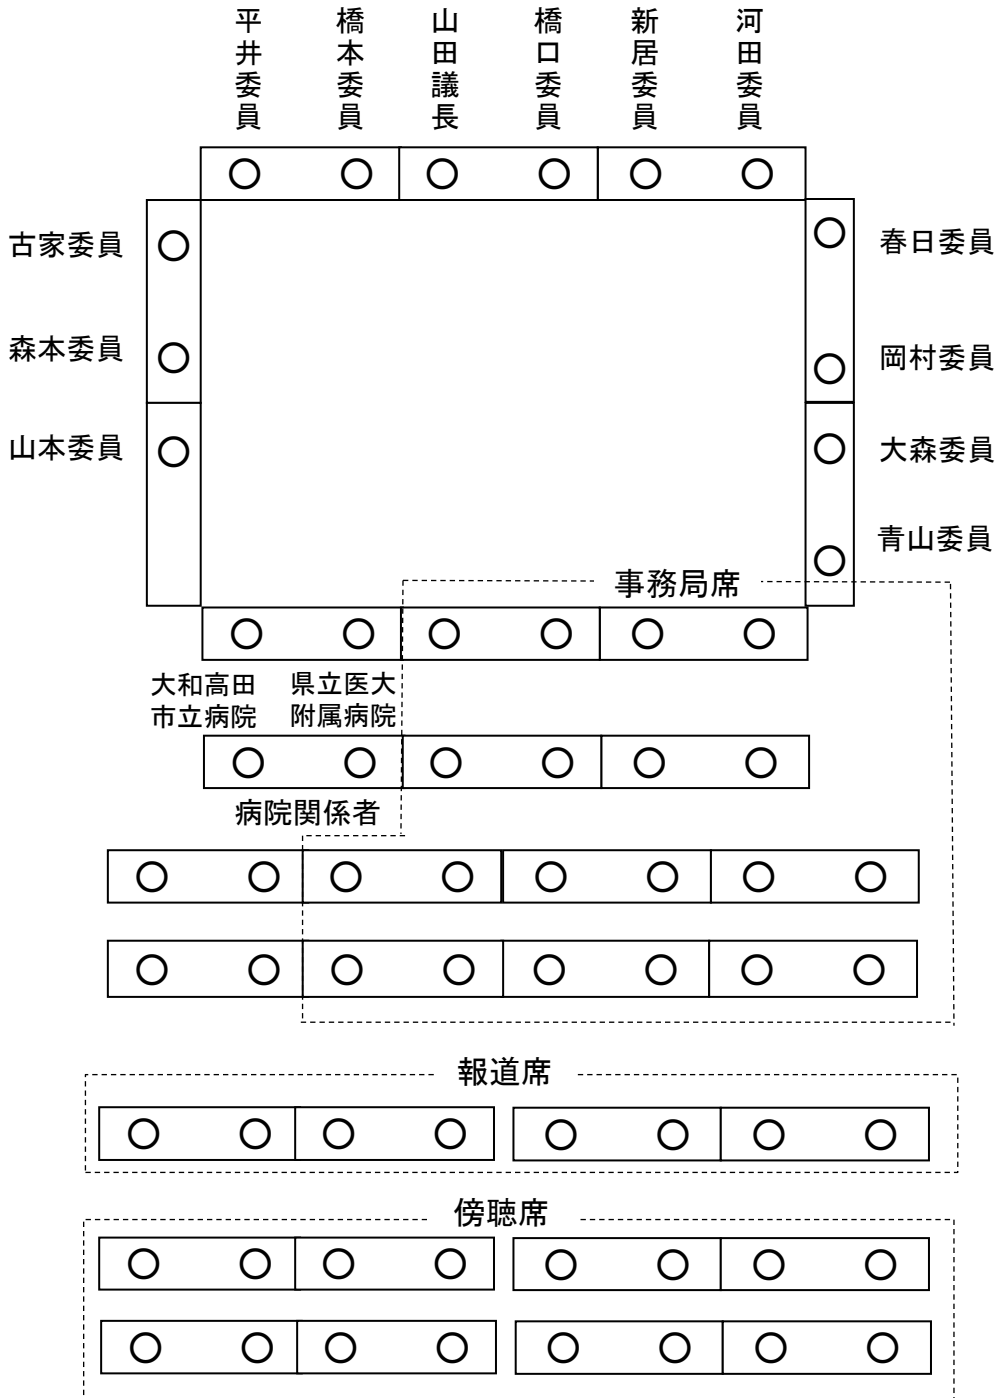 平井委員
橋本委員
山田議長
橋口委員
新居委員
河田委員
古家委員
春日委員
森本委員
岡村委員
山本委員
大森委員
青山委員
事務局席
大和高田
市立病院
県立医大
附属病院
病院関係者
報道席
傍聴席